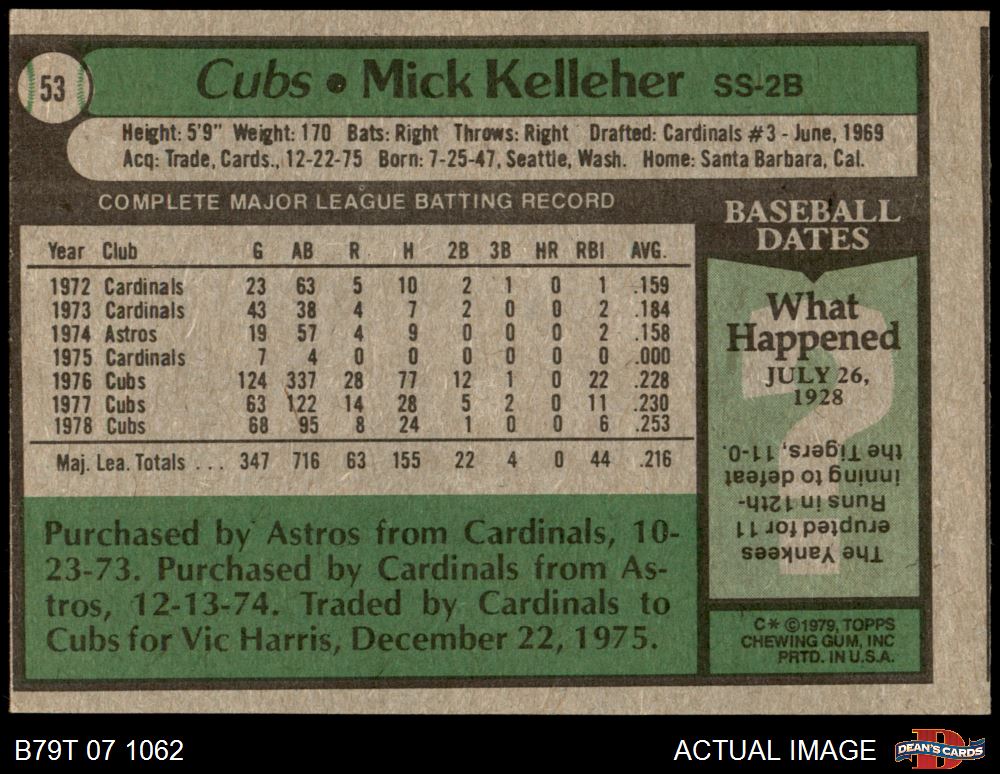 53
Cubs • Mick Kelleher SS-2B
Height: 5'9" Weight: 170 Bats: Right Throws: Right Drafted: Cardinals #3 - June, 1969
Acq: Trade, Cards., 12-22-75 Born: 7-25-47, Seattle, Wash. Home: Santa Barbara, Cal.
COMPLETE MAJOR LEAGUE BATTING RECORD
Year Club G AB R H 2B 3B HR RBI AVG.
1972 Cardinals 23 63 5 10 2 1 0 1 .159
1973 Cardinals 43 38 4 7 2 0 0 2 .184
1974 Astros 19 57 4 9 0 0 0 2 .158
1975 Cardinals 7 4 0 0 0 0 0 0 .000
1976 Cubs 124 337 28 77 12 1 0 22 .228
1977 Cubs 63 122 14 28 5 2 0 11 .230
1978 Cubs 68 95 8 24 1 0 0 6 .253
Maj. Lea. Totals ... 347 716 63 155 22 4 0 44 .216
Purchased by Astros from Cardinals, 10-
23-73. Purchased by Cardinals from As-
tros, 12-13-74. Traded by Cardinals to
Cubs for Vic Harris, December 22, 1975.
BASEBALL
DATES
What
Happened
JULY 26,
1928
The Yankees
erupted for 11
Runs in 12th-
inning to defeat
the Tigers, 11-0.
C* ©1979, TOPPS
CHEWING GUM, INC
PRTD. IN U.S.A.
B79T 07 1062
ACTUAL IMAGE
DEAN'S CARDS